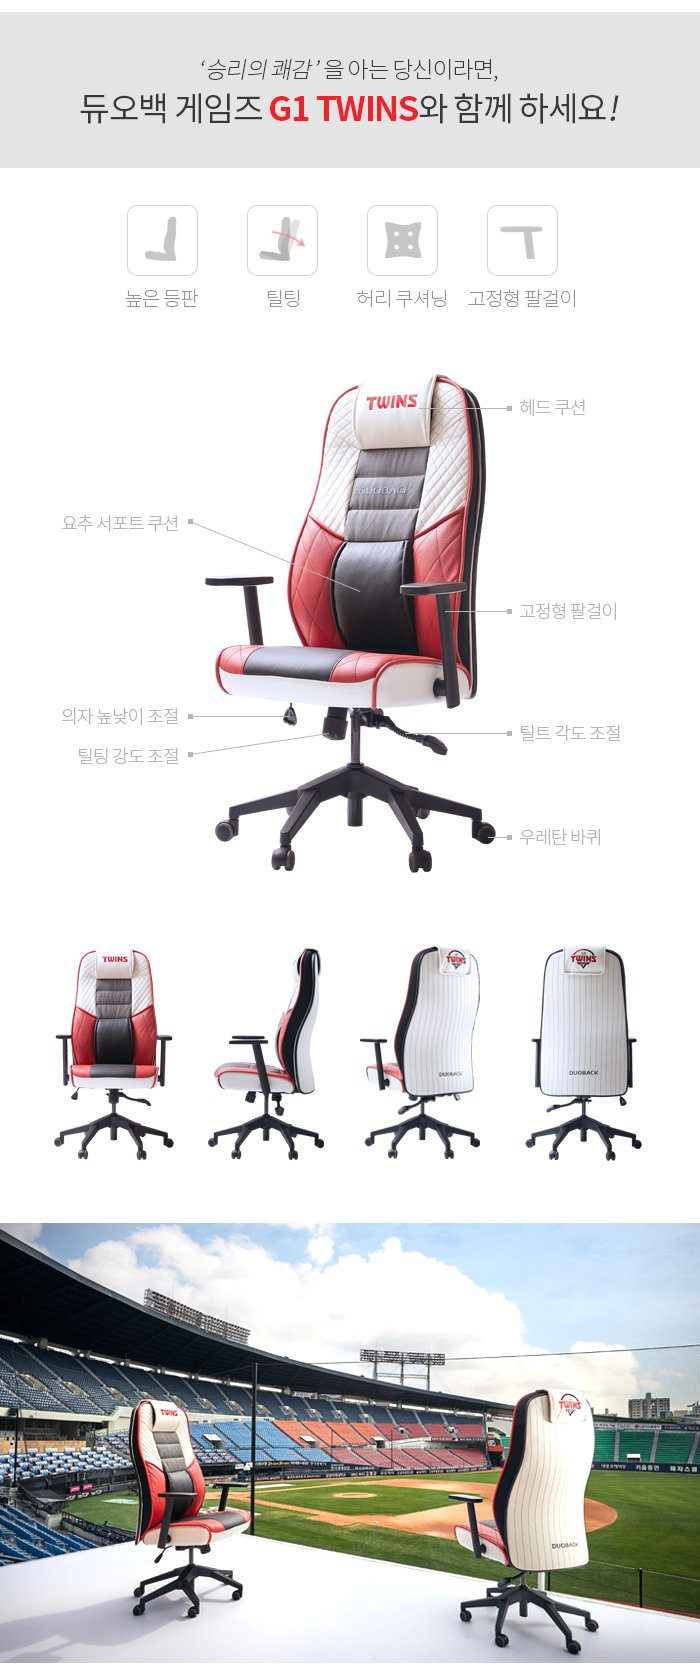 ‘승리의 쾌감’을 아는 당신이라면,
듀오백 게임즈 G1 TWINS와 함께 하세요!
높은 등판
틸팅
허리 쿠셔닝
고정형 팔걸이
TWINS
헤드 쿠션
DUOBACK
요추 서포트 쿠션
고정형 팔걸이
의자 높낮이 조절
틸트 각도 조절
틸팅 강도 조절
우레탄 바퀴
TWINS
TWINS
TWINS
DUOBACK
DUOBACK
TWINS
TWINS
DUOBACK